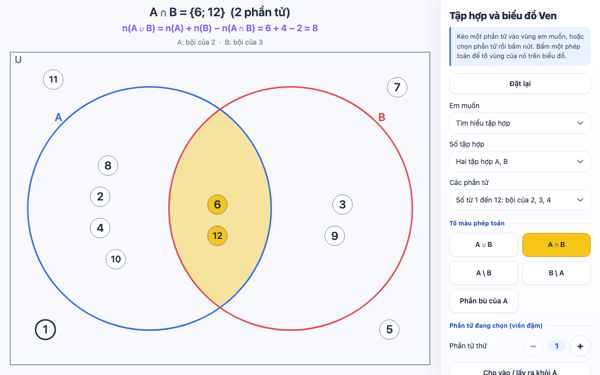 A ∩ B = {6; 12} (2 phần tử)
n(A ∪ B) = n(A) + n(B) − n(A ∩ B) = 6 + 4 − 2 = 8
A: bội của 2 · B: bội của 3
U
11
7
A
B
8
2
6
3
4
12
9
10
1
5
Tập hợp và biểu đồ Ven
Kéo một phần tử vào vùng em muốn, hoặc
chọn phần tử rồi bấm nút. Bấm một phép
toán để tô vùng của nó trên biểu đồ.
Đặt lại
Em muốn
Tìm hiểu tập hợp
Số tập hợp
Hai tập hợp A, B
Các phần tử
Số từ 1 đến 12: bội của 2, 3, 4
Tô màu phép toán
A ∪ B
A ∩ B
A \ B
B \ A
Phần bù của A
Phần tử đang chọn (viền đậm)
Phần tử thứ
−
1
+
Cho vào / lấy ra khỏi A